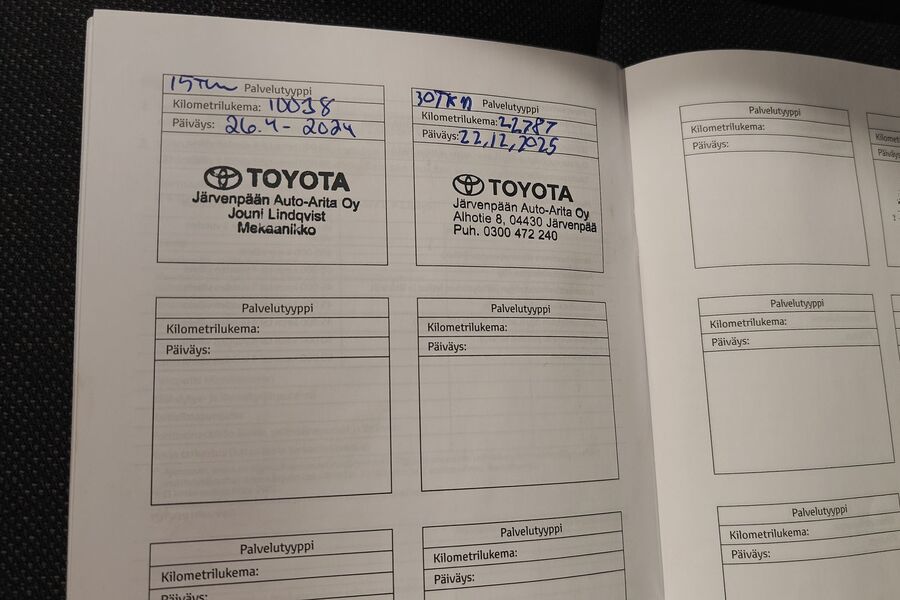 15Tkm Palvelutyyppi
Kilometrilukema: 10038
Päiväys: 26.4-2024
TOYOTA
Järvenpään Auto-Arita Oy
Jouni Lindqvist
Mekaanikko
30TKM Palvelutyyppi
Kilometrilukema: 22787
Päiväys: 22,12,2025
TOYOTA
Järvenpään Auto-Arita Oy
Alhotie 8, 04430 Järvenpää
Puh. 0300 472 240
Palvelutyyppi
Kilometrilukema:
Päiväys:
Palvelutyyppi
Kilometrilukema:
Päiväys:
Palvelutyyppi
Kilometrilukema:
Päiväys:
Palvelutyyppi
Kilometrilukema:
Päiväys:
Palvelutyyppi
Kilometrilukema:
Päiväys:
Palvelutyyppi
Kilometrilukema:
Päiväys:
Palvelutyyppi
Kilometrilukema:
Päiväys: